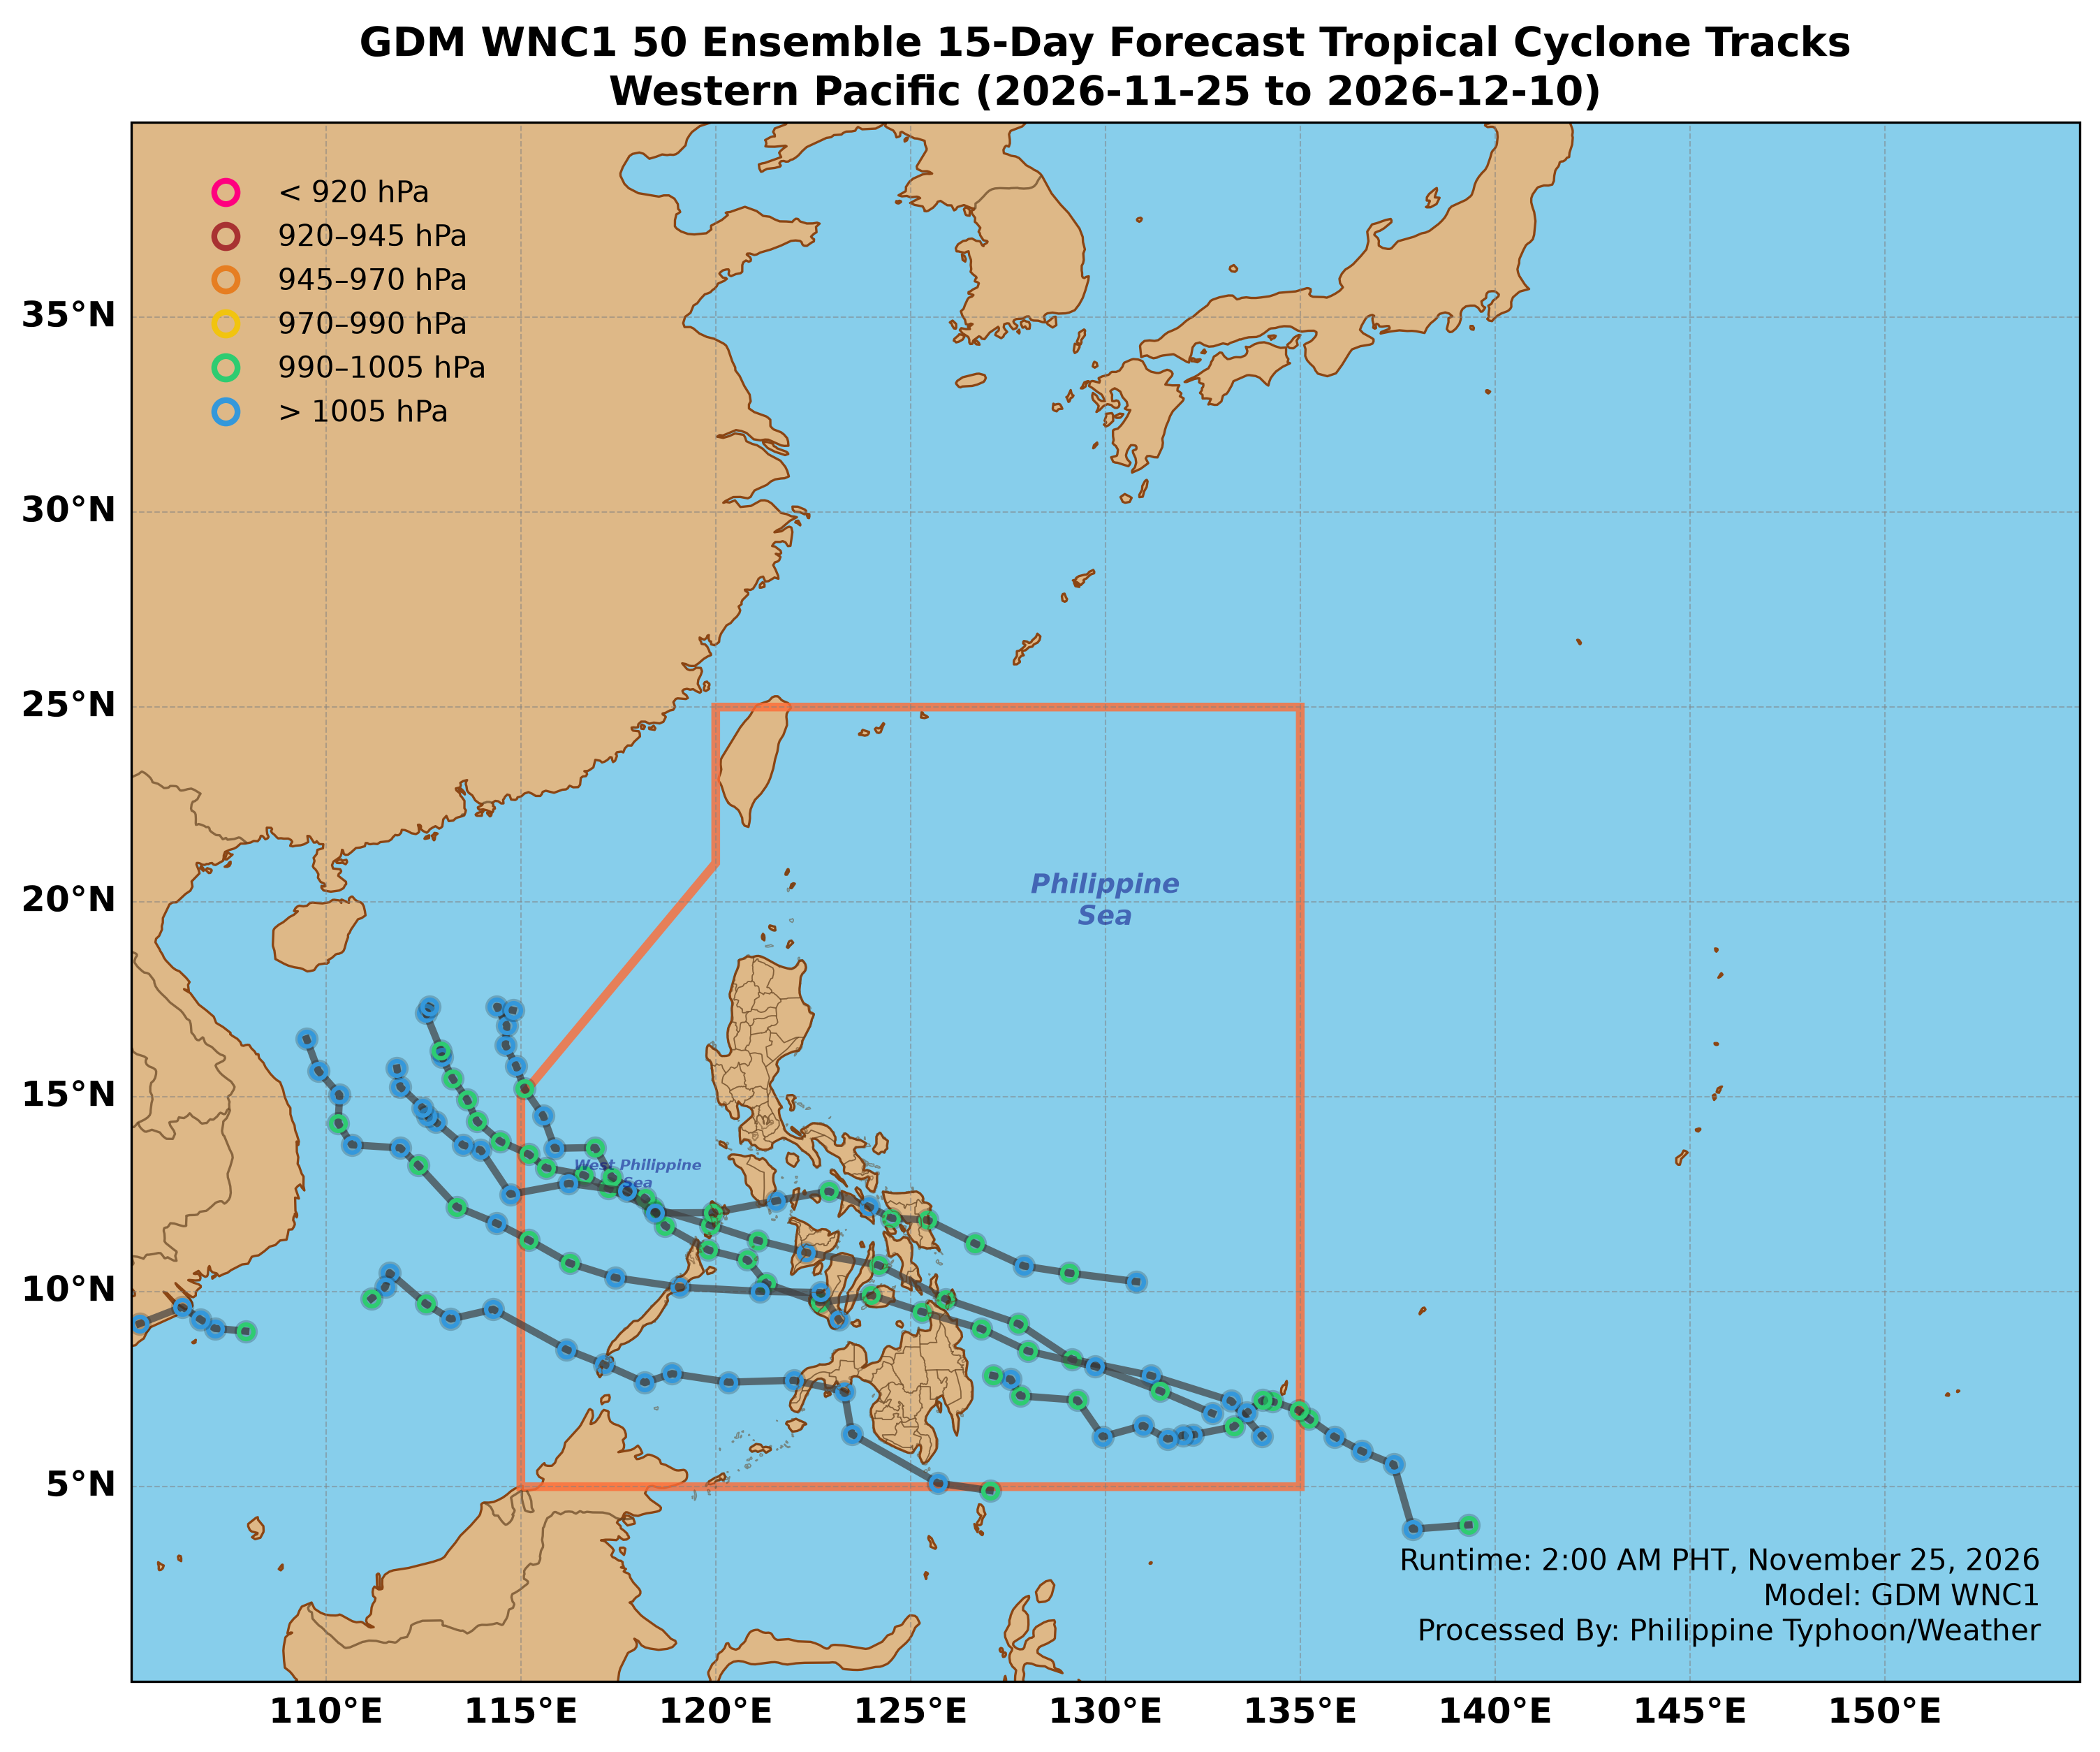 GDM WNC1 50 Ensemble 15-Day Forecast Tropical Cyclone Tracks
Western Pacific (2026-11-25 to 2026-12-10)
< 920 hPa
920–945 hPa
945–970 hPa
970–990 hPa
990–1005 hPa
> 1005 hPa
35°N
30°N
25°N
20°N
15°N
10°N
5°N
Philippine
Sea
West Philippine
Sea
Runtime: 2:00 AM PHT, November 25, 2026
Model: GDM WNC1
Processed By: Philippine Typhoon/Weather
110°E 115°E 120°E 125°E 130°E 135°E 140°E 145°E 150°E